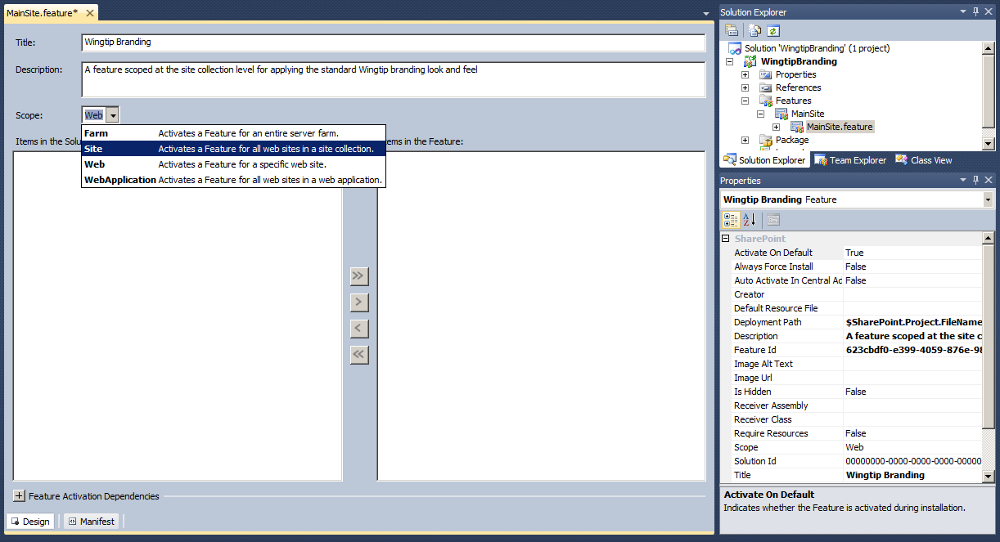 MainSite.feature*
Title:
Wingtip Branding
Description:
A feature scoped at the site collection level for applying the standard Wingtip branding look and feel
Scope:
Web
Farm Activates a Feature for an entire server farm.
Site Activates a Feature for all web sites in a site collection.
Web Activates a Feature for a specific web site.
WebApplication Activates a Feature for all web sites in a web application.
Items in the Solu
ems in the Feature:
Feature Activation Dependencies
Design
Manifest
Solution Explorer
Solution 'WingtipBranding' (1 project)
WingtipBranding
Properties
References
Features
MainSite
MainSite.feature
Package
Solution Explorer
Team Explorer
Class View
Properties
Wingtip Branding Feature
SharePoint
Activate On Default True
Always Force Install False
Auto Activate In Central Ad False
Creator
Default Resource File
Deployment Path $SharePoint.Project.FileName
Description A feature scoped at the site c
Feature Id 623cbdf0-e399-4059-876e-98
Image Alt Text
Image Url
Is Hidden False
Receiver Assembly
Receiver Class
Require Resources False
Scope Web
Solution Id 00000000-0000-0000-0000-00000
Title Wingtip Branding
Activate On Default
Indicates whether the Feature is activated during installation.